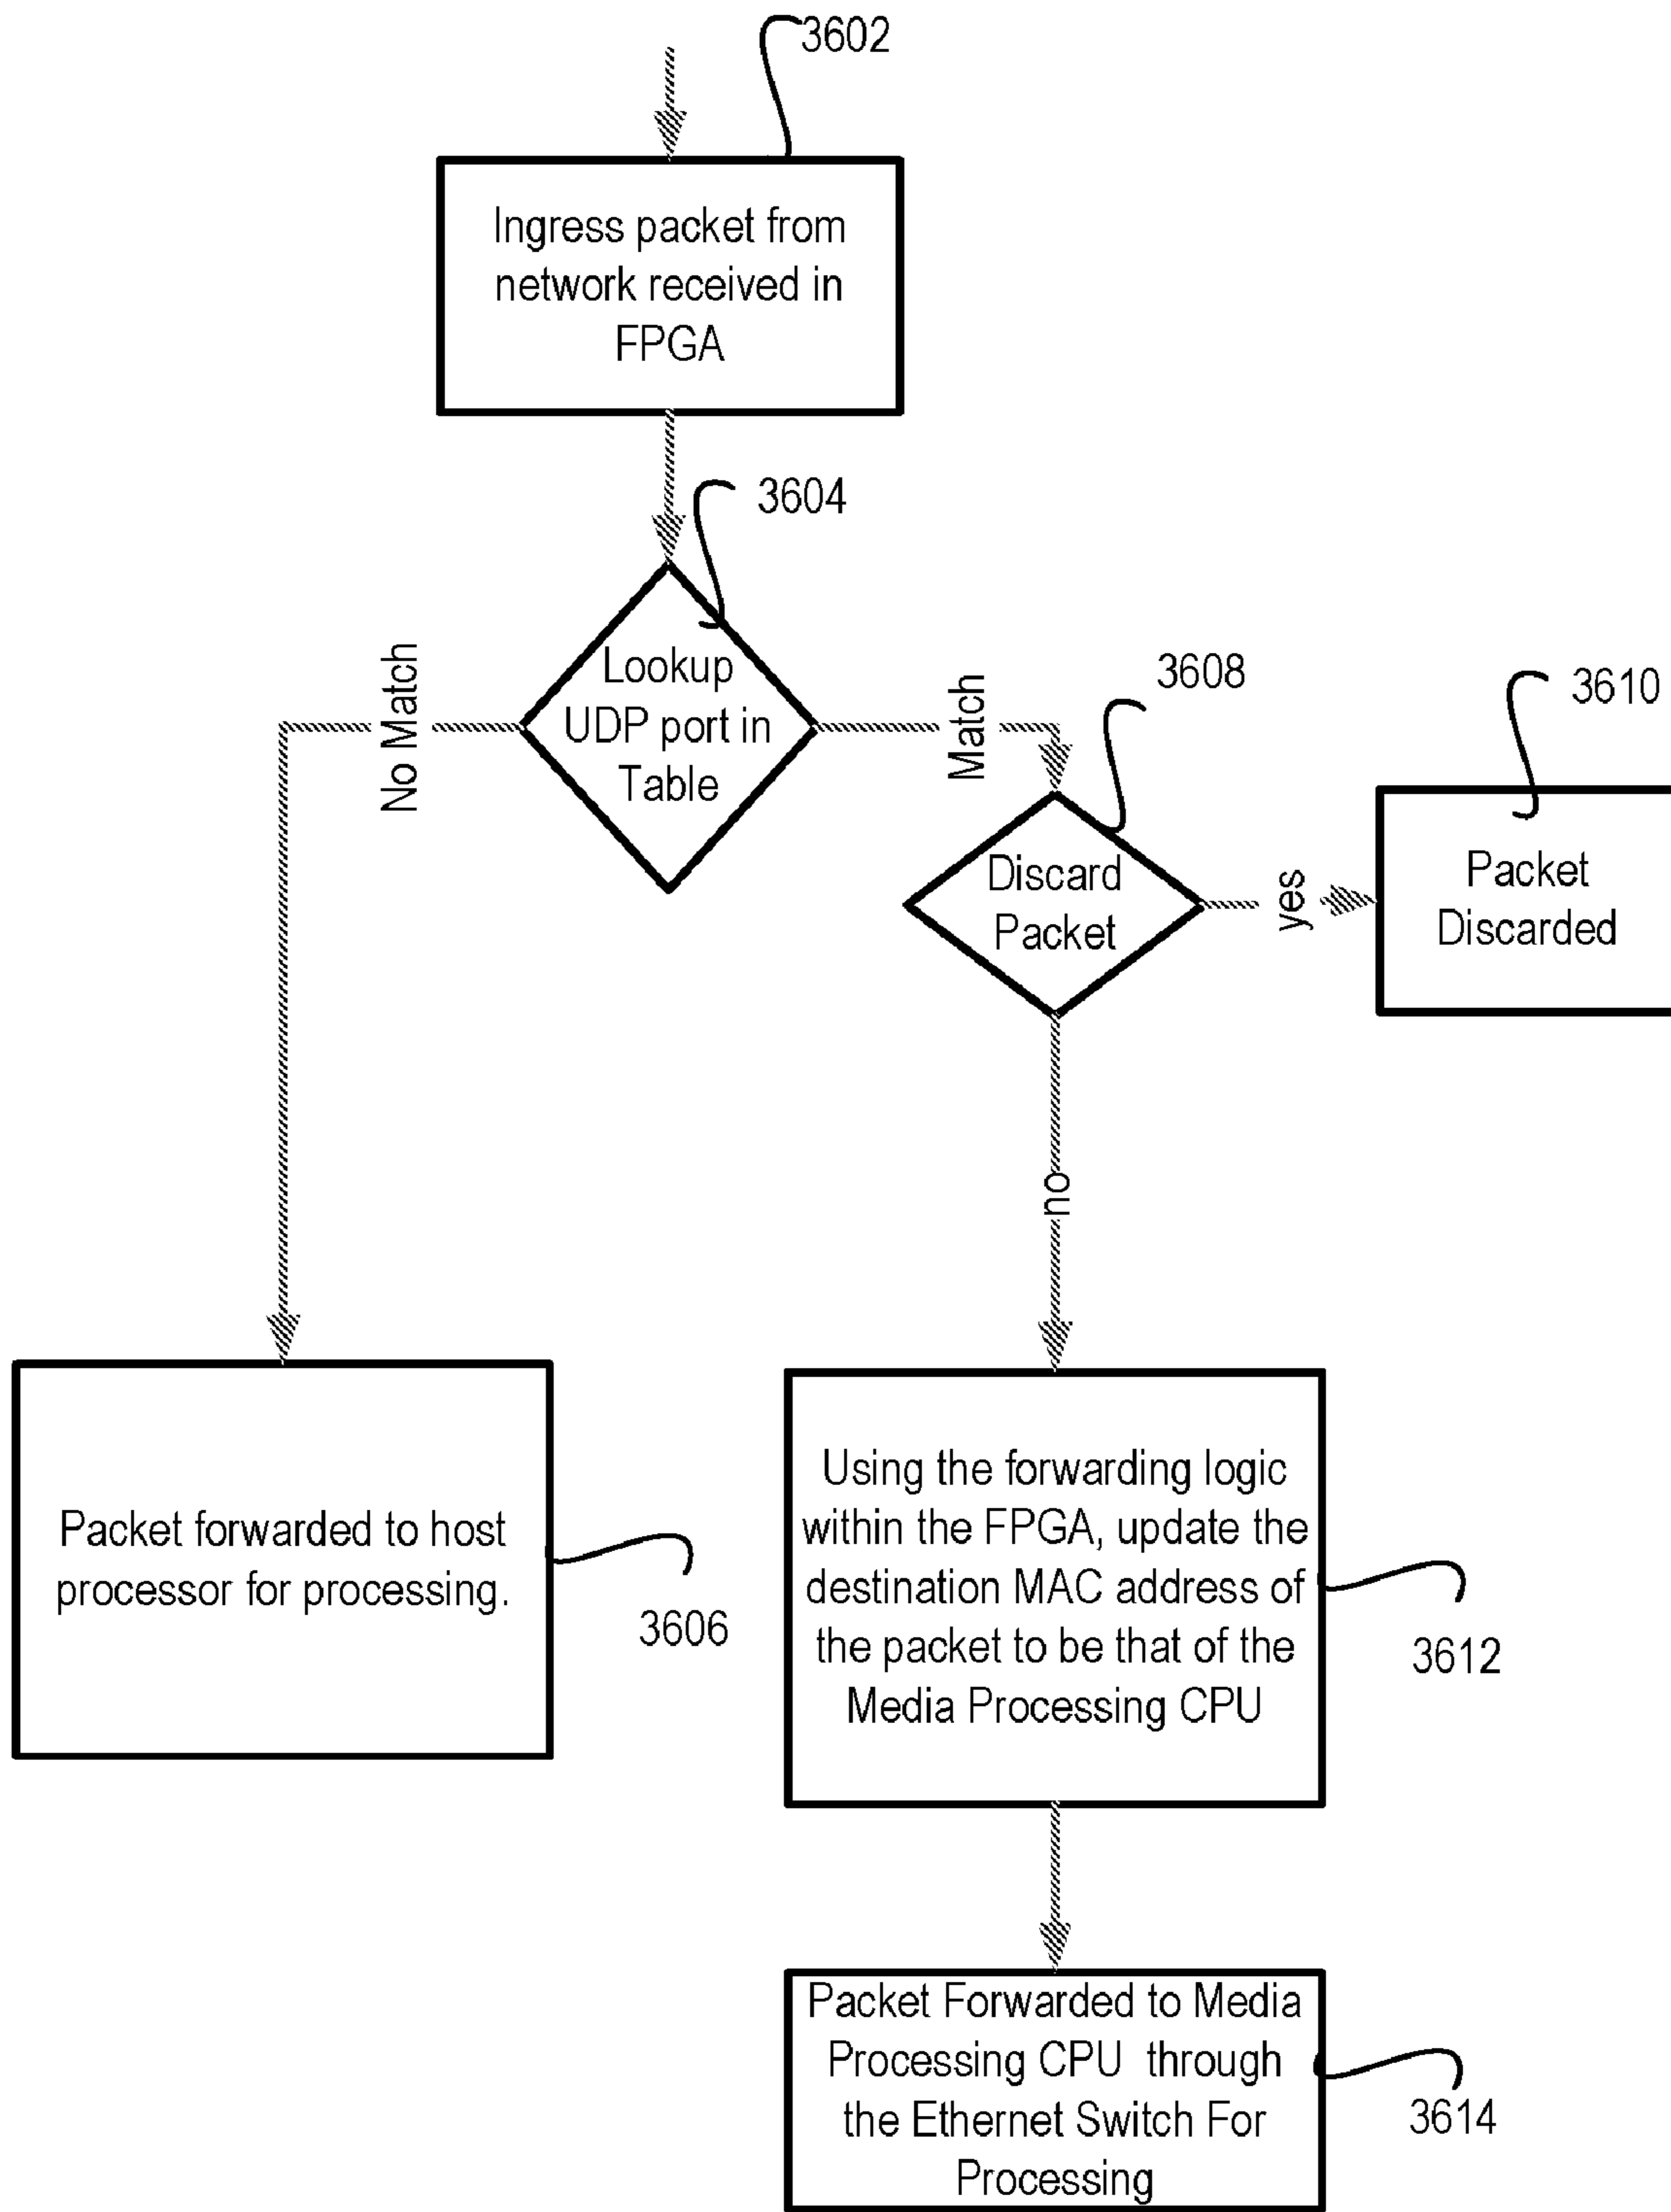 3602
Ingress packet from
network received in
FPGA
3604
Lookup
UDP port in
Table
No Match
Match
3608
Discard
Packet
yes
3610
Packet
Discarded
no
Packet forwarded to host
processor for processing.
3606
Using the forwarding logic
within the FPGA, update the
destination MAC address of
the packet to be that of the
Media Processing CPU
3612
Packet Forwarded to Media
Processing CPU through
the Ethernet Switch For
Processing
3614